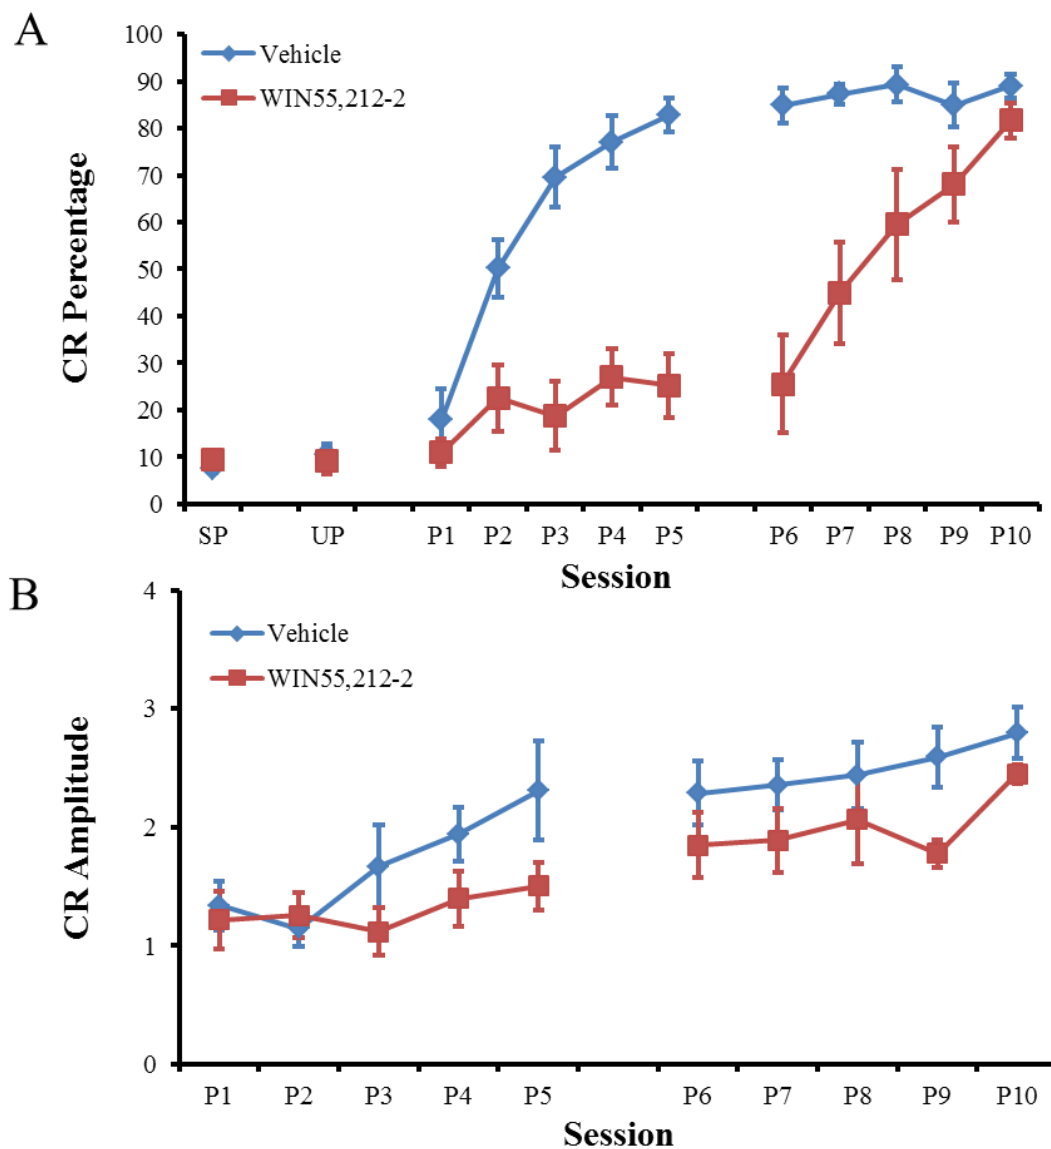 A
100
90
80
70
60
50
40
30
20
10
0
CR Percentage
Vehicle
WIN55,212-2
SP UP P1 P2 P3 P4 P5 P6 P7 P8 P9 P10
Session
B
4
3
2
1
0
CR Amplitude
Vehicle
WIN55,212-2
P1 P2 P3 P4 P5 P6 P7 P8 P9 P10
Session